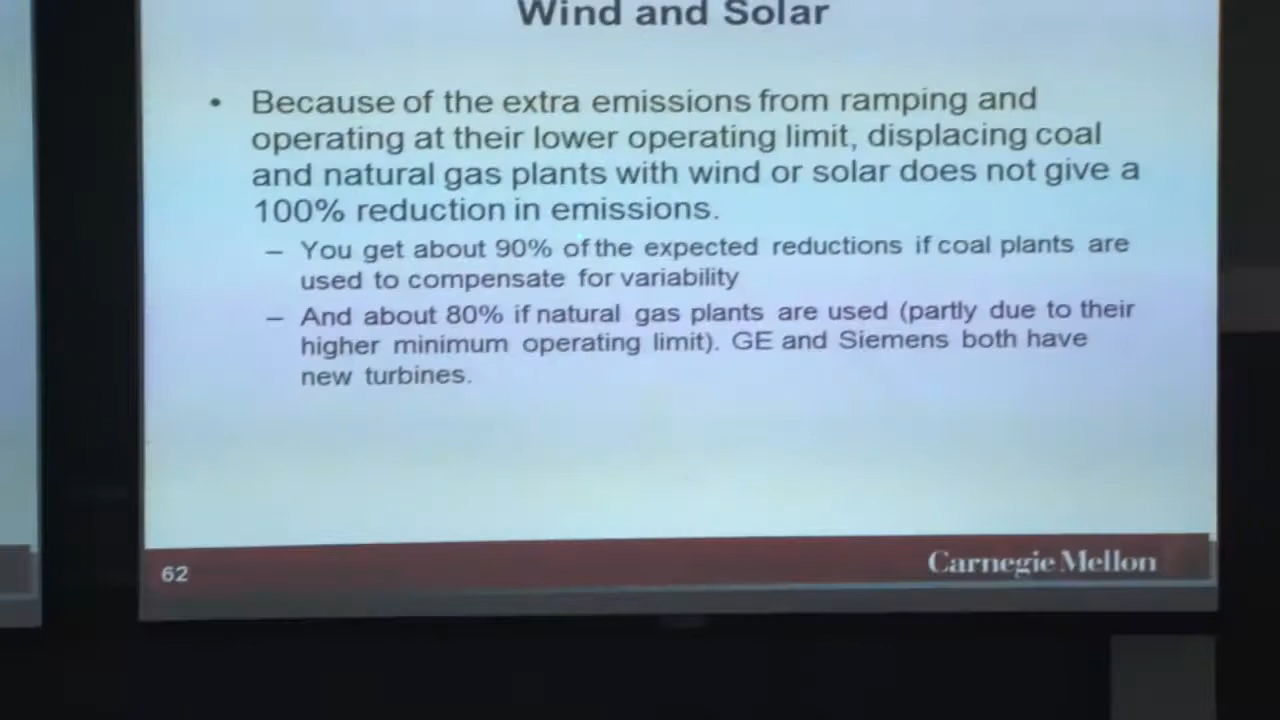 Wind and Solar
• Because of the extra emissions from ramping and
operating at their lower operating limit, displacing coal
and natural gas plants with wind or solar does not give a
100% reduction in emissions.
– You get about 90% of the expected reductions if coal plants are
used to compensate for variability
– And about 80% if natural gas plants are used (partly due to their
higher minimum operating limit). GE and Siemens both have
new turbines.
62
Carnegie Mellon